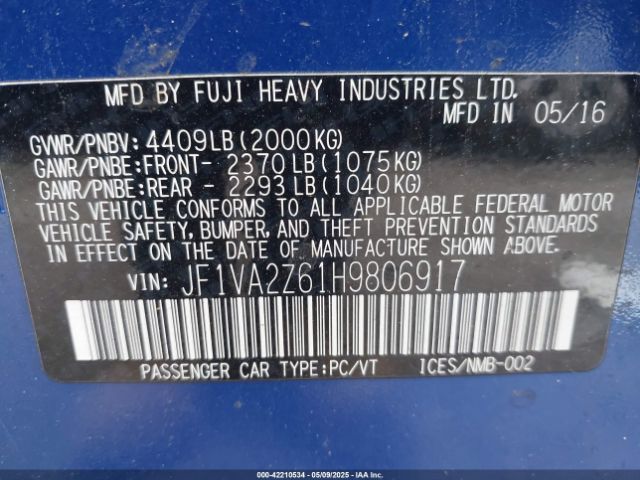 MFD BY FUJI HEAVY INDUSTRIES LTD.
MFD IN 05/16
GVWR/PNBV: 4409LB (2000KG)
GAWR/PNBE:FRONT- 2370LB (1075KG)
GAWR/PNBE:REAR - 2293LB (1040KG)
THIS VEHICLE CONFORMS TO ALL APPLICABLE FEDERAL MOTOR
VEHICLE SAFETY, BUMPER, AND THEFT PREVENTION STANDARDS
IN EFFECT ON THE DATE OF MANUFACTURE SHOWN ABOVE.
VIN: JF1VA2Z61H9806917
PASSENGER CAR TYPE:PC/VT ICES/NMB-002
000-42210534 - 05/09/2025 - IAAI.COM